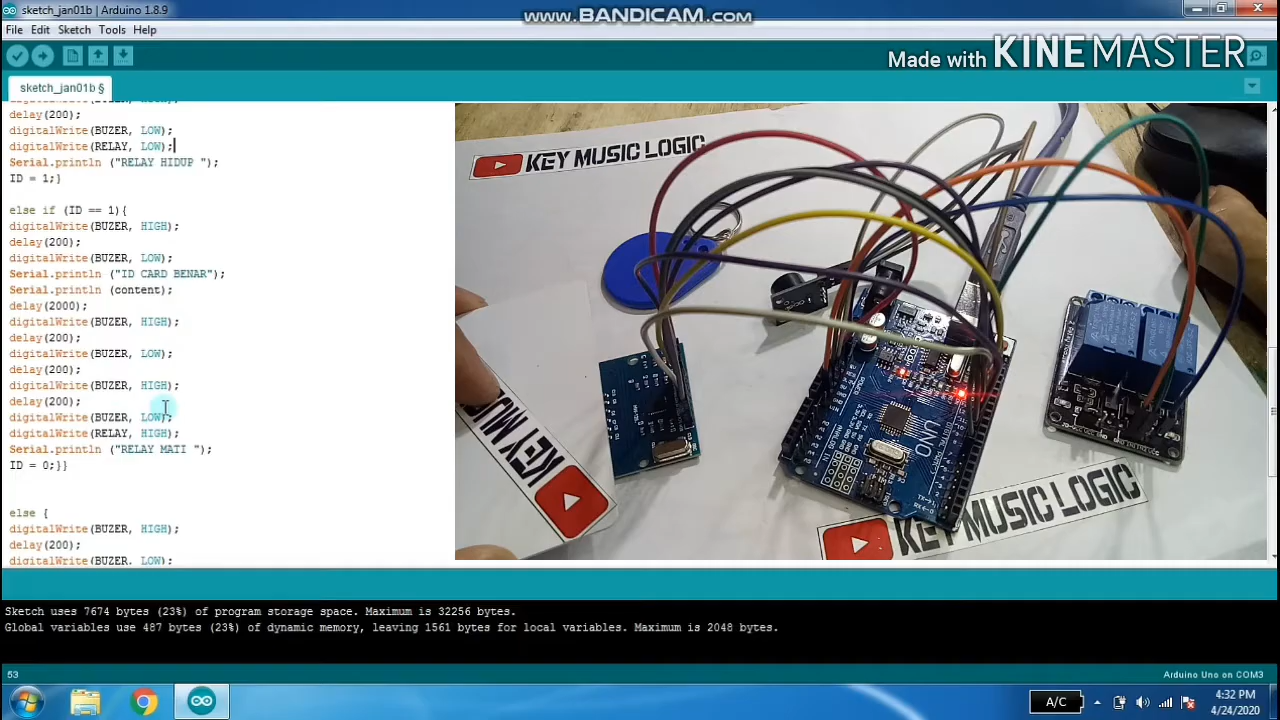 sketch_jan01b | Arduino 1.8.9
www.BANDICAM.com
File Edit Sketch Tools Help
Made with KINEMASTER
sketch_jan01b §
delay(200);
digitalWrite(BUZER, LOW);
digitalWrite(RELAY, LOW);
Serial.println ("RELAY HIDUP ");
ID = 1;}
else if (ID == 1){
digitalWrite(BUZER, HIGH);
delay(200);
digitalWrite(BUZER, LOW);
Serial.println ("ID CARD BENAR");
Serial.println (content);
delay(2000);
digitalWrite(BUZER, HIGH);
delay(200);
digitalWrite(BUZER, LOW);
delay(200);
digitalWrite(BUZER, HIGH);
delay(200);
digitalWrite(BUZER, LOW);
digitalWrite(RELAY, HIGH);
Serial.println ("RELAY MATI ");
ID = 0;}}
else {
digitalWrite(BUZER, HIGH);
delay(200);
digitalWrite(BUZER, LOW);
KEY MUSIC LOGIC
KEY MU
UNO
KEY MUSIC LOGIC
Sketch uses 7674 bytes (23%) of program storage space. Maximum is 32256 bytes.
Global variables use 487 bytes (23%) of dynamic memory, leaving 1561 bytes for local variables. Maximum is 2048 bytes.
53
Arduino Uno on COM3
A/C
4:32 PM
4/24/2020